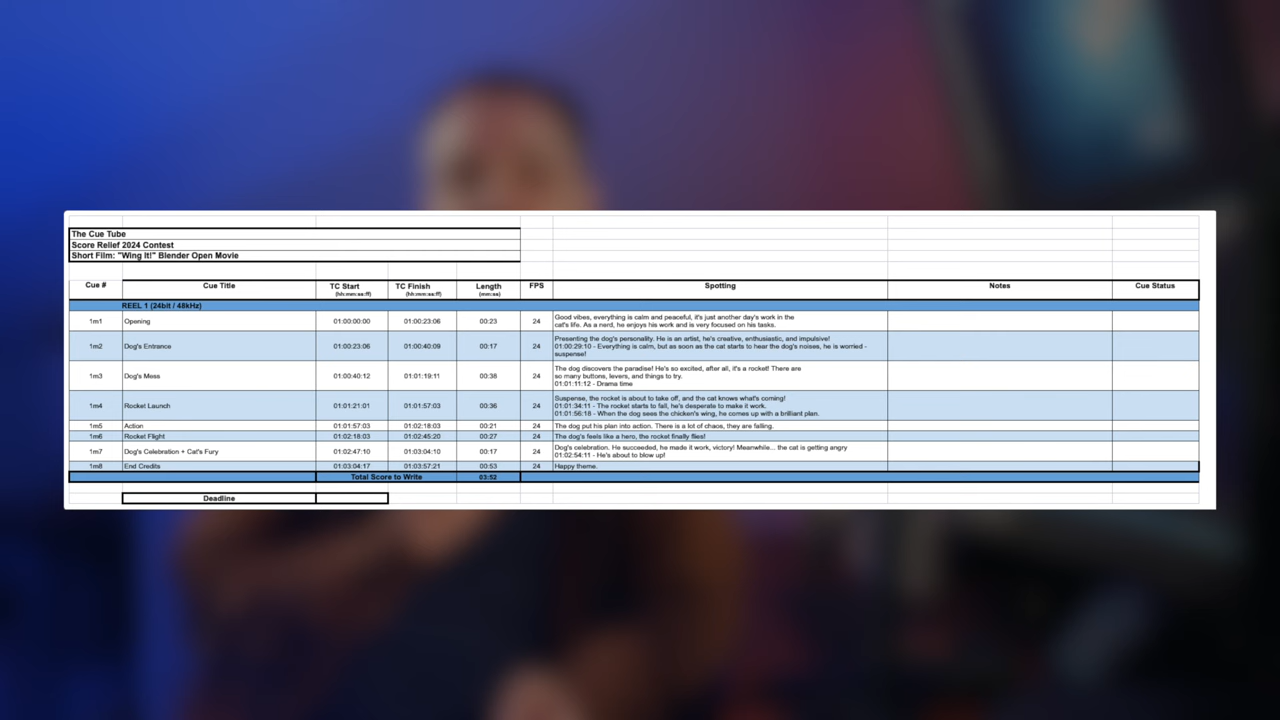 The Cue Tube
Score Relief 2024 Contest
Short Film: "Wing It!" Blender Open Movie
Cue # Cue Title TC Start TC Finish Length FPS Spotting Notes Cue Status
(hh:mm:ss:ff) (hh:mm:ss:ff) (mm:ss)
REEL 1 (24bit / 48kHz)
1m1 Opening 01:00:00:00 01:00:23:06 00:23 24 Good vibes, everything is calm and peaceful, it's just another day's work in the
cat's life. As a nerd, he enjoys his work and is very focused on his tasks.
1m2 Dog's Entrance 01:00:23:06 01:00:40:09 00:17 24 Presenting the dog's personality. He is an artist, he's creative, enthusiastic, and impulsive!
01:00:29:10 - Everything is calm, but as soon as the cat starts to hear the dog's noises, he is worried -
suspense!
1m3 Dog's Mess 01:00:40:12 01:01:19:11 00:38 24 The dog discovers the paradise! He's so excited, after all, it's a rocket! There are
so many buttons, levers, and things to try.
01:01:11:12 - Drama time
1m4 Rocket Launch 01:01:21:01 01:01:57:03 00:36 24 Suspense, the rocket is about to take off, and the cat knows what's coming!
01:01:34:11 - The rocket starts to fall, he's desperate to make it work.
01:01:56:18 - When the dog sees the chicken's wing, he comes up with a brilliant plan.
1m5 Action 01:01:57:03 01:02:18:03 00:21 24 The dog put his plan into action. There is a lot of chaos, they are falling.
1m6 Rocket Flight 01:02:18:03 01:02:45:20 00:27 24 The dog's feels like a hero, the rocket finally flies!
1m7 Dog's Celebration + Cat's Fury 01:02:47:10 01:03:04:10 00:17 24 Dog's celebration. He succeeded, he made it work, victory! Meanwhile... the cat is getting angry
01:02:54:11 - He's about to blow up!
1m8 End Credits 01:03:04:17 01:03:57:21 00:53 24 Happy theme.
Total Score to Write 03:52
Deadline